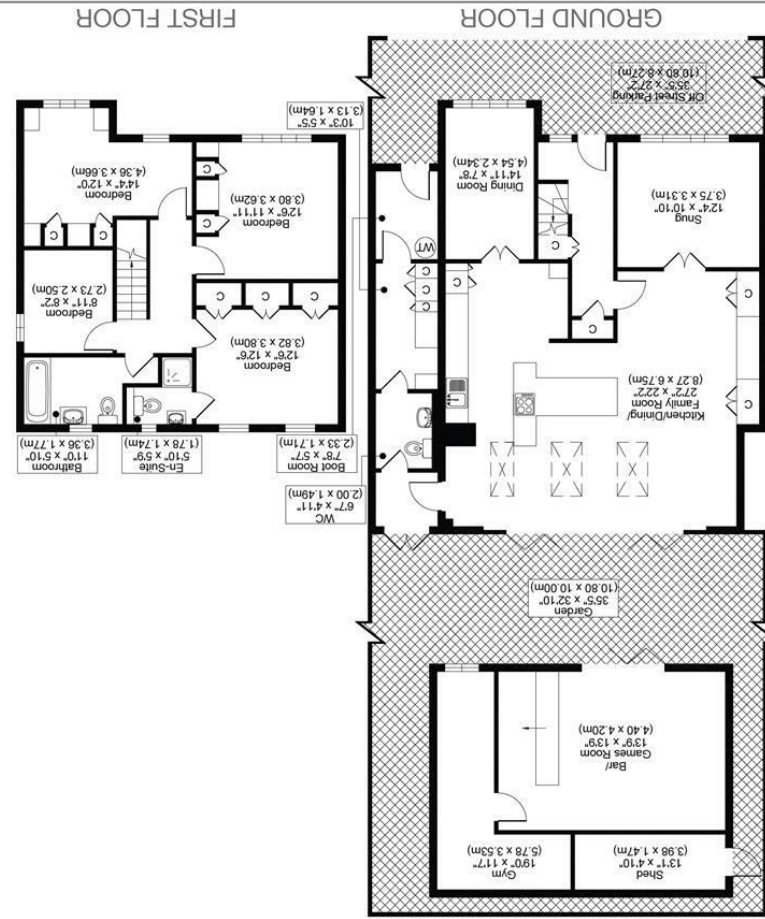 Shed
13'1" x 4'10"
(3.98 x 1.47m)
Gym
19'0" x 11'7"
(5.78 x 3.53m)
Bar/
Games Room
13'9" x 13'9"
(4.40 x 4.20m)
Garden
35'5" x 32'10"
(10.80 x 10.00m)
WC
6'7" x 4'11"
(2.00 x 1.49m)
Boot Room
7'8" x 5'7"
(2.33 x 1.71m)
En-Suite
5'10" x 5'9"
(1.78 x 1.74m)
Bathroom
11'0" x 5'10"
(3.36 x 1.77m)
Kitchen/Dining/
Family Room
27'2" x 22'2"
(8.27 x 6.75m)
C
C
C
C
C
C
C
C
WT
Snug
12'4" x 10'10"
(3.75 x 3.31m)
Dining Room
14'11" x 7'8"
(4.54 x 2.34m)
Off Street Parking
35'5" x 27'2"
(10.80 x 8.27m)
10'3" x 5'5"
(3.13 x 1.64m)
Bedroom
12'6" x 12'6"
(3.82 x 3.80m)
C
C
C
Bedroom
8'11" x 8'2"
(2.73 x 2.50m)
C
C
Bedroom
12'6" x 11'11"
(3.80 x 3.62m)
C
C
Bedroom
14'4" x 12'0"
(4.36 x 3.66m)
GROUND FLOOR
FIRST FLOOR